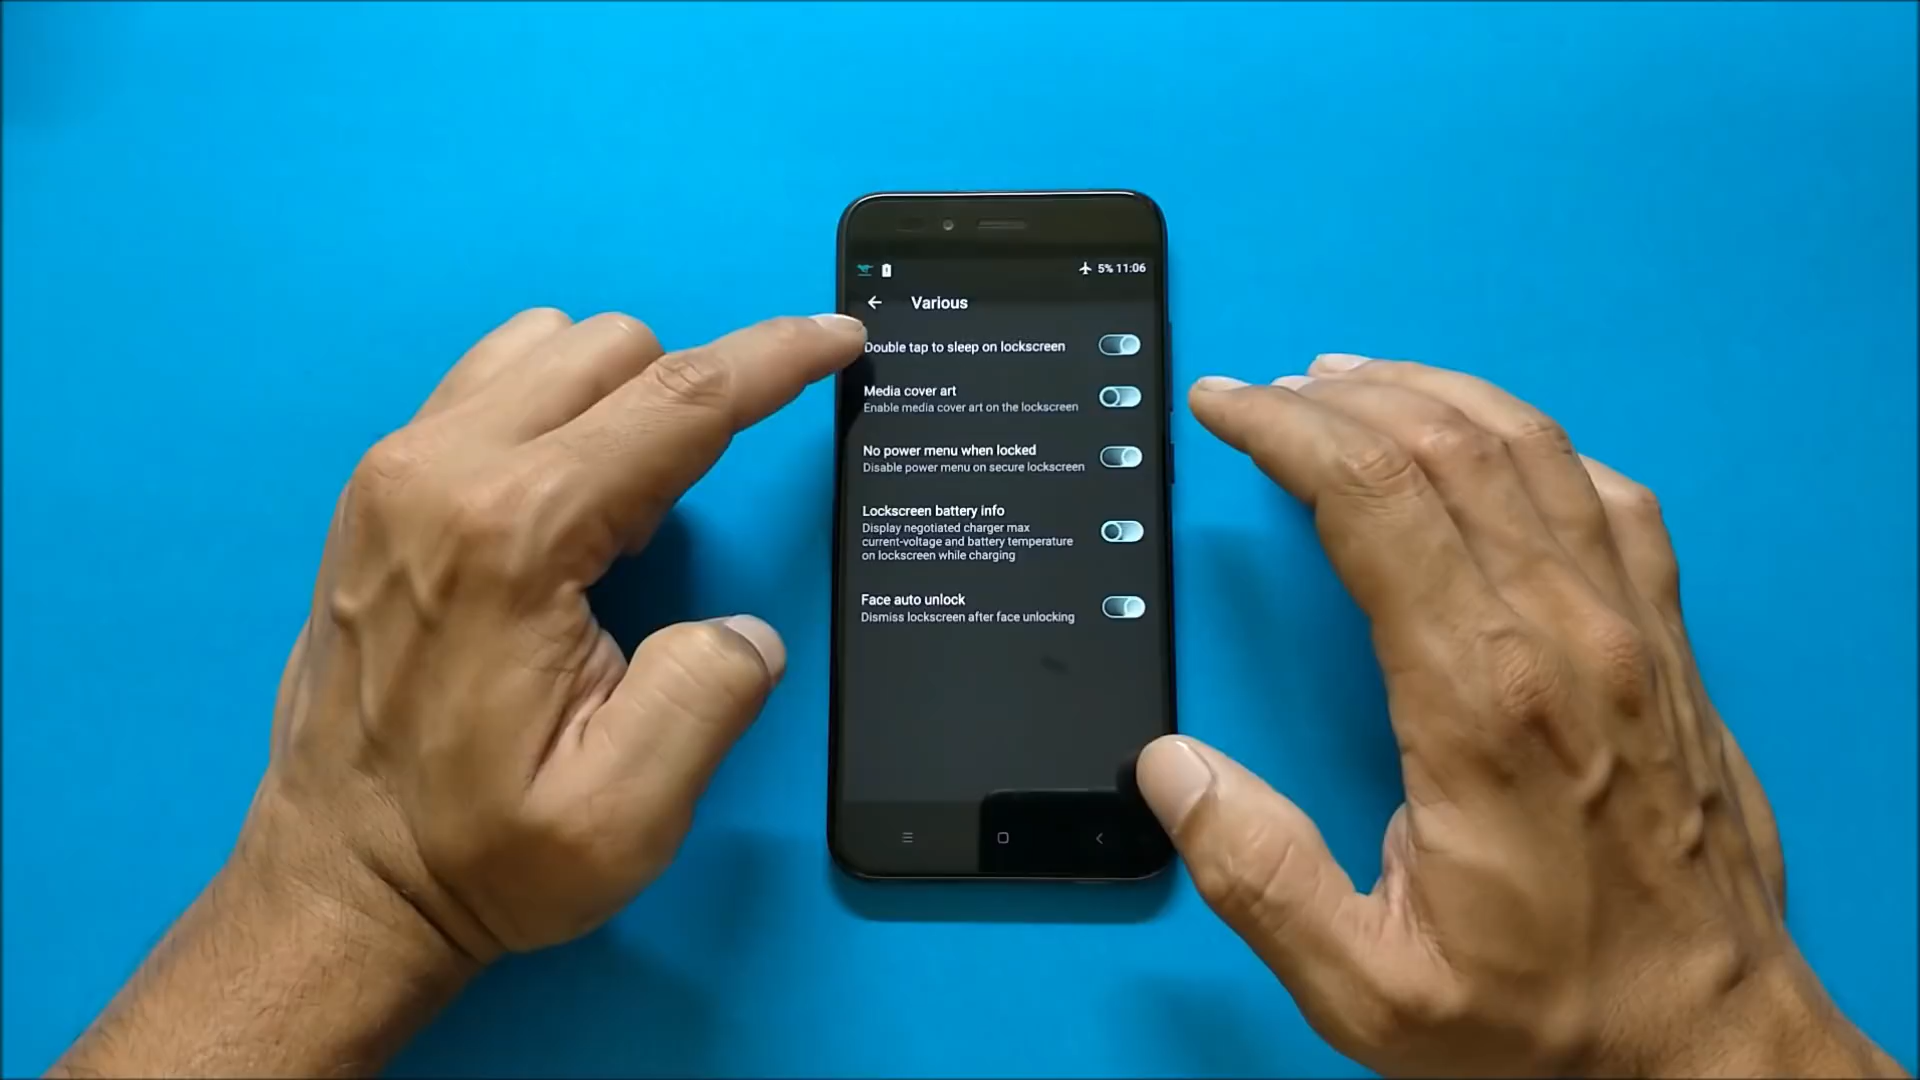 5% 11:06
Various
Double tap to sleep on lockscreen
Media cover art
Enable media cover art on the lockscreen
No power menu when locked
Disable power menu on secure lockscreen
Lockscreen battery info
Display negotiated charger max
current-voltage and battery temperature
on lockscreen while charging
Face auto unlock
Dismiss lockscreen after face unlocking